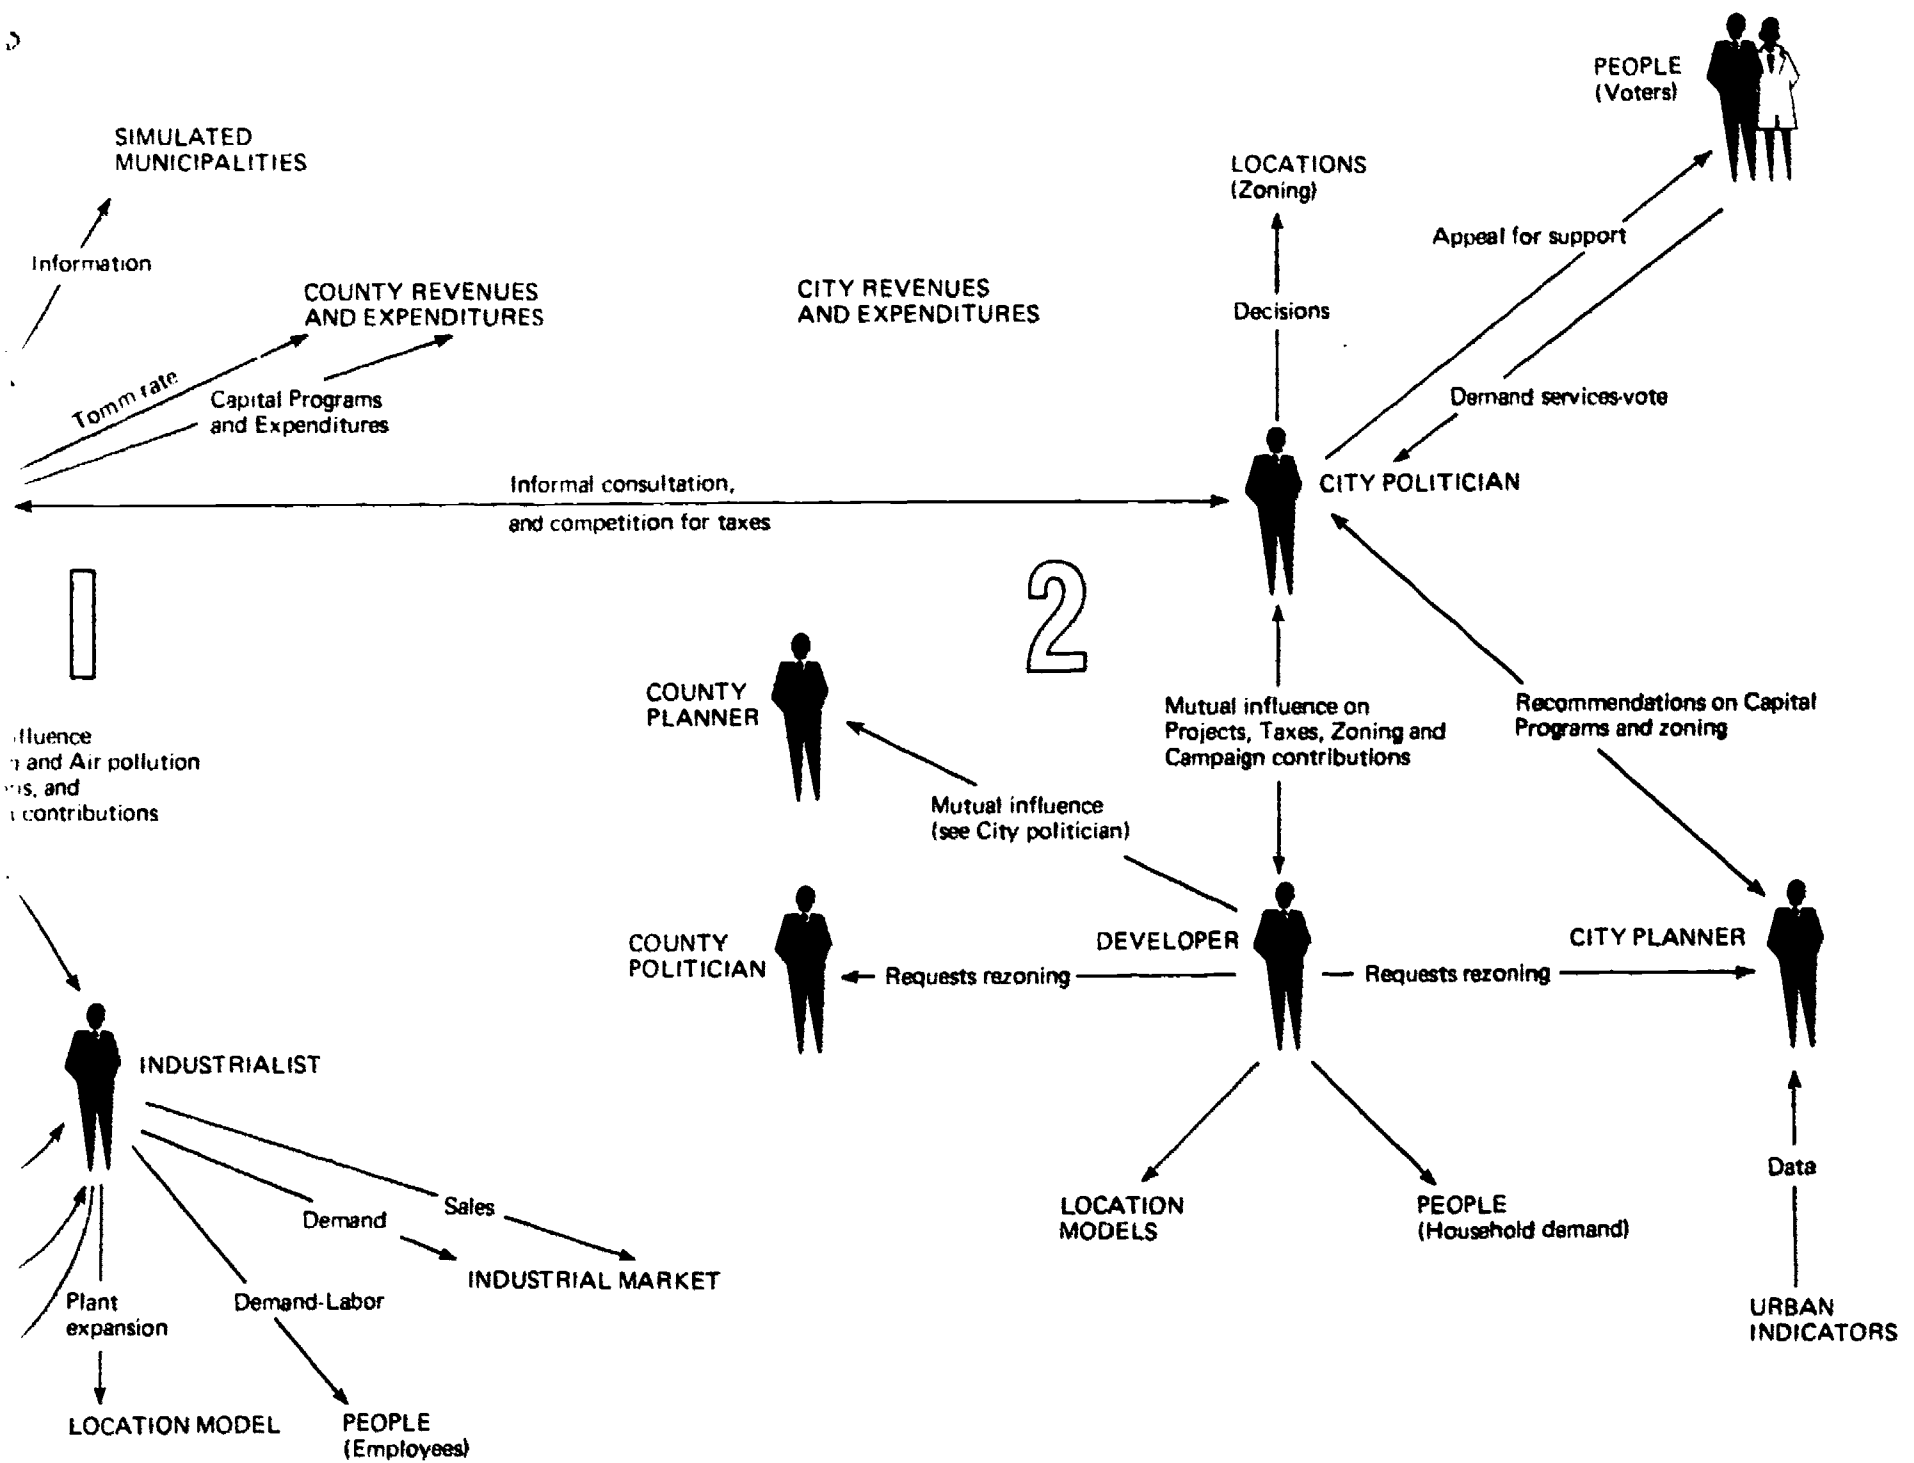 PEOPLE
(Voters)
SIMULATED
MUNICIPALITIES
LOCATIONS
(Zoning)
Information
Appeal for support
COUNTY REVENUES
AND EXPENDITURES
CITY REVENUES
AND EXPENDITURES
Decisions
Tomm rate
Capital Programs
and Expenditures
Demand services-vote
CITY POLITICIAN
Informal consultation,
and competition for taxes
1
2
COUNTY
PLANNER
Mutual influence on
Projects, Taxes, Zoning and
Campaign contributions
Recommendations on Capital
Programs and zoning
and Air pollution
and
contributions
Mutual influence
(see City politician)
COUNTY
POLITICIAN
DEVELOPER
CITY PLANNER
Requests rezoning
Requests rezoning
INDUSTRIALIST
Sales
Demand
INDUSTRIAL MARKET
LOCATION
MODELS
PEOPLE
(Household demand)
Data
Plant
expansion
Demand-Labor
URBAN
INDICATORS
LOCATION MODEL
PEOPLE
(Employees)